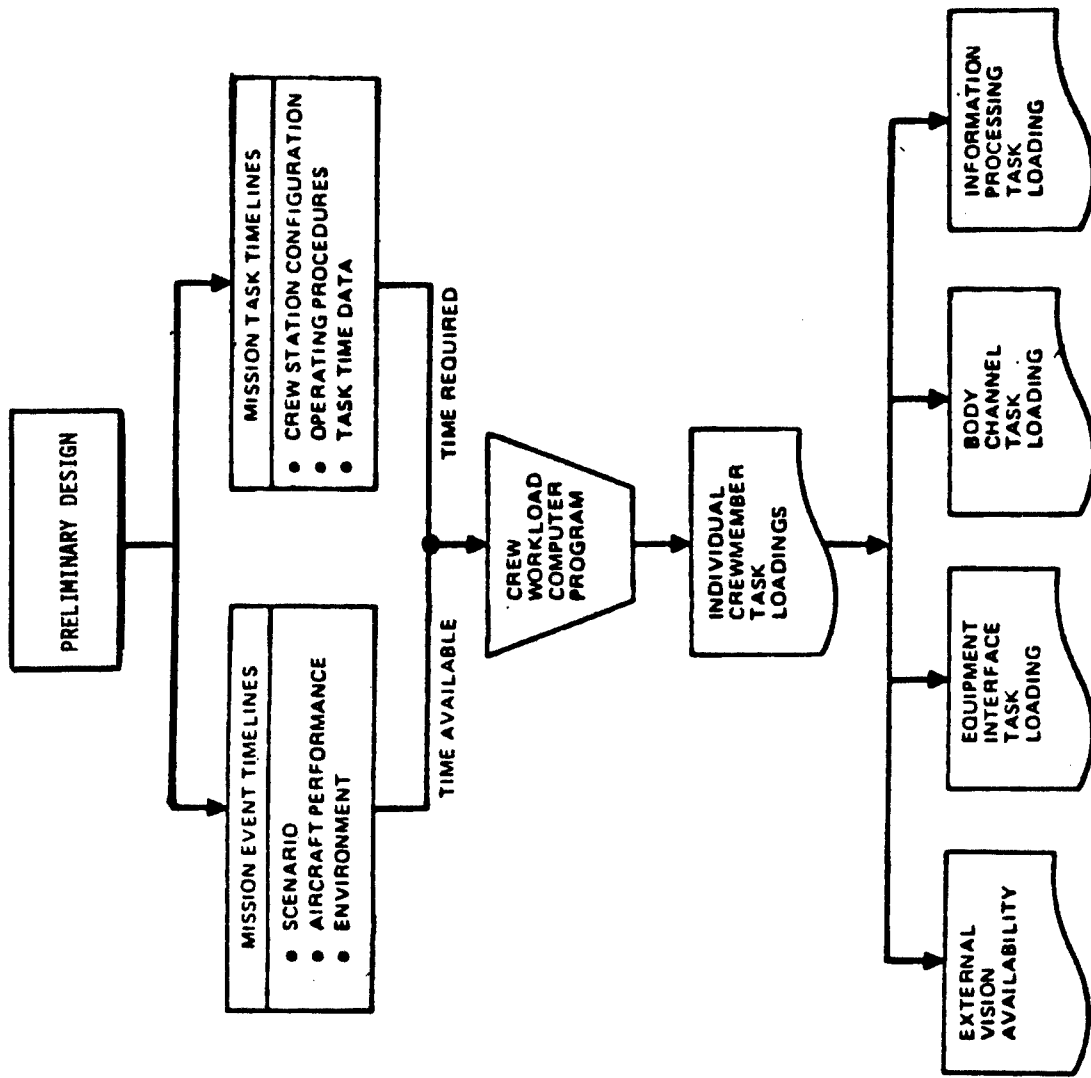 PRELIMINARY DESIGN
MISSION EVENT TIMELINES
● SCENARIO
● AIRCRAFT PERFORMANCE
● ENVIRONMENT
MISSION TASK TIMELINES
● CREW STATION CONFIGURATION
● OPERATING PROCEDURES
● TASK TIME DATA
TIME AVAILABLE
TIME REQUIRED
CREW
WORKLOAD
COMPUTER
PROGRAM
INDIVIDUAL
CREWMEMBER
TASK
LOADINGS
EXTERNAL
VISION
AVAILABILITY
EQUIPMENT
INTERFACE
TASK
LOADING
BODY
CHANNEL
TASK
LOADING
INFORMATION
PROCESSING
TASK
LOADING